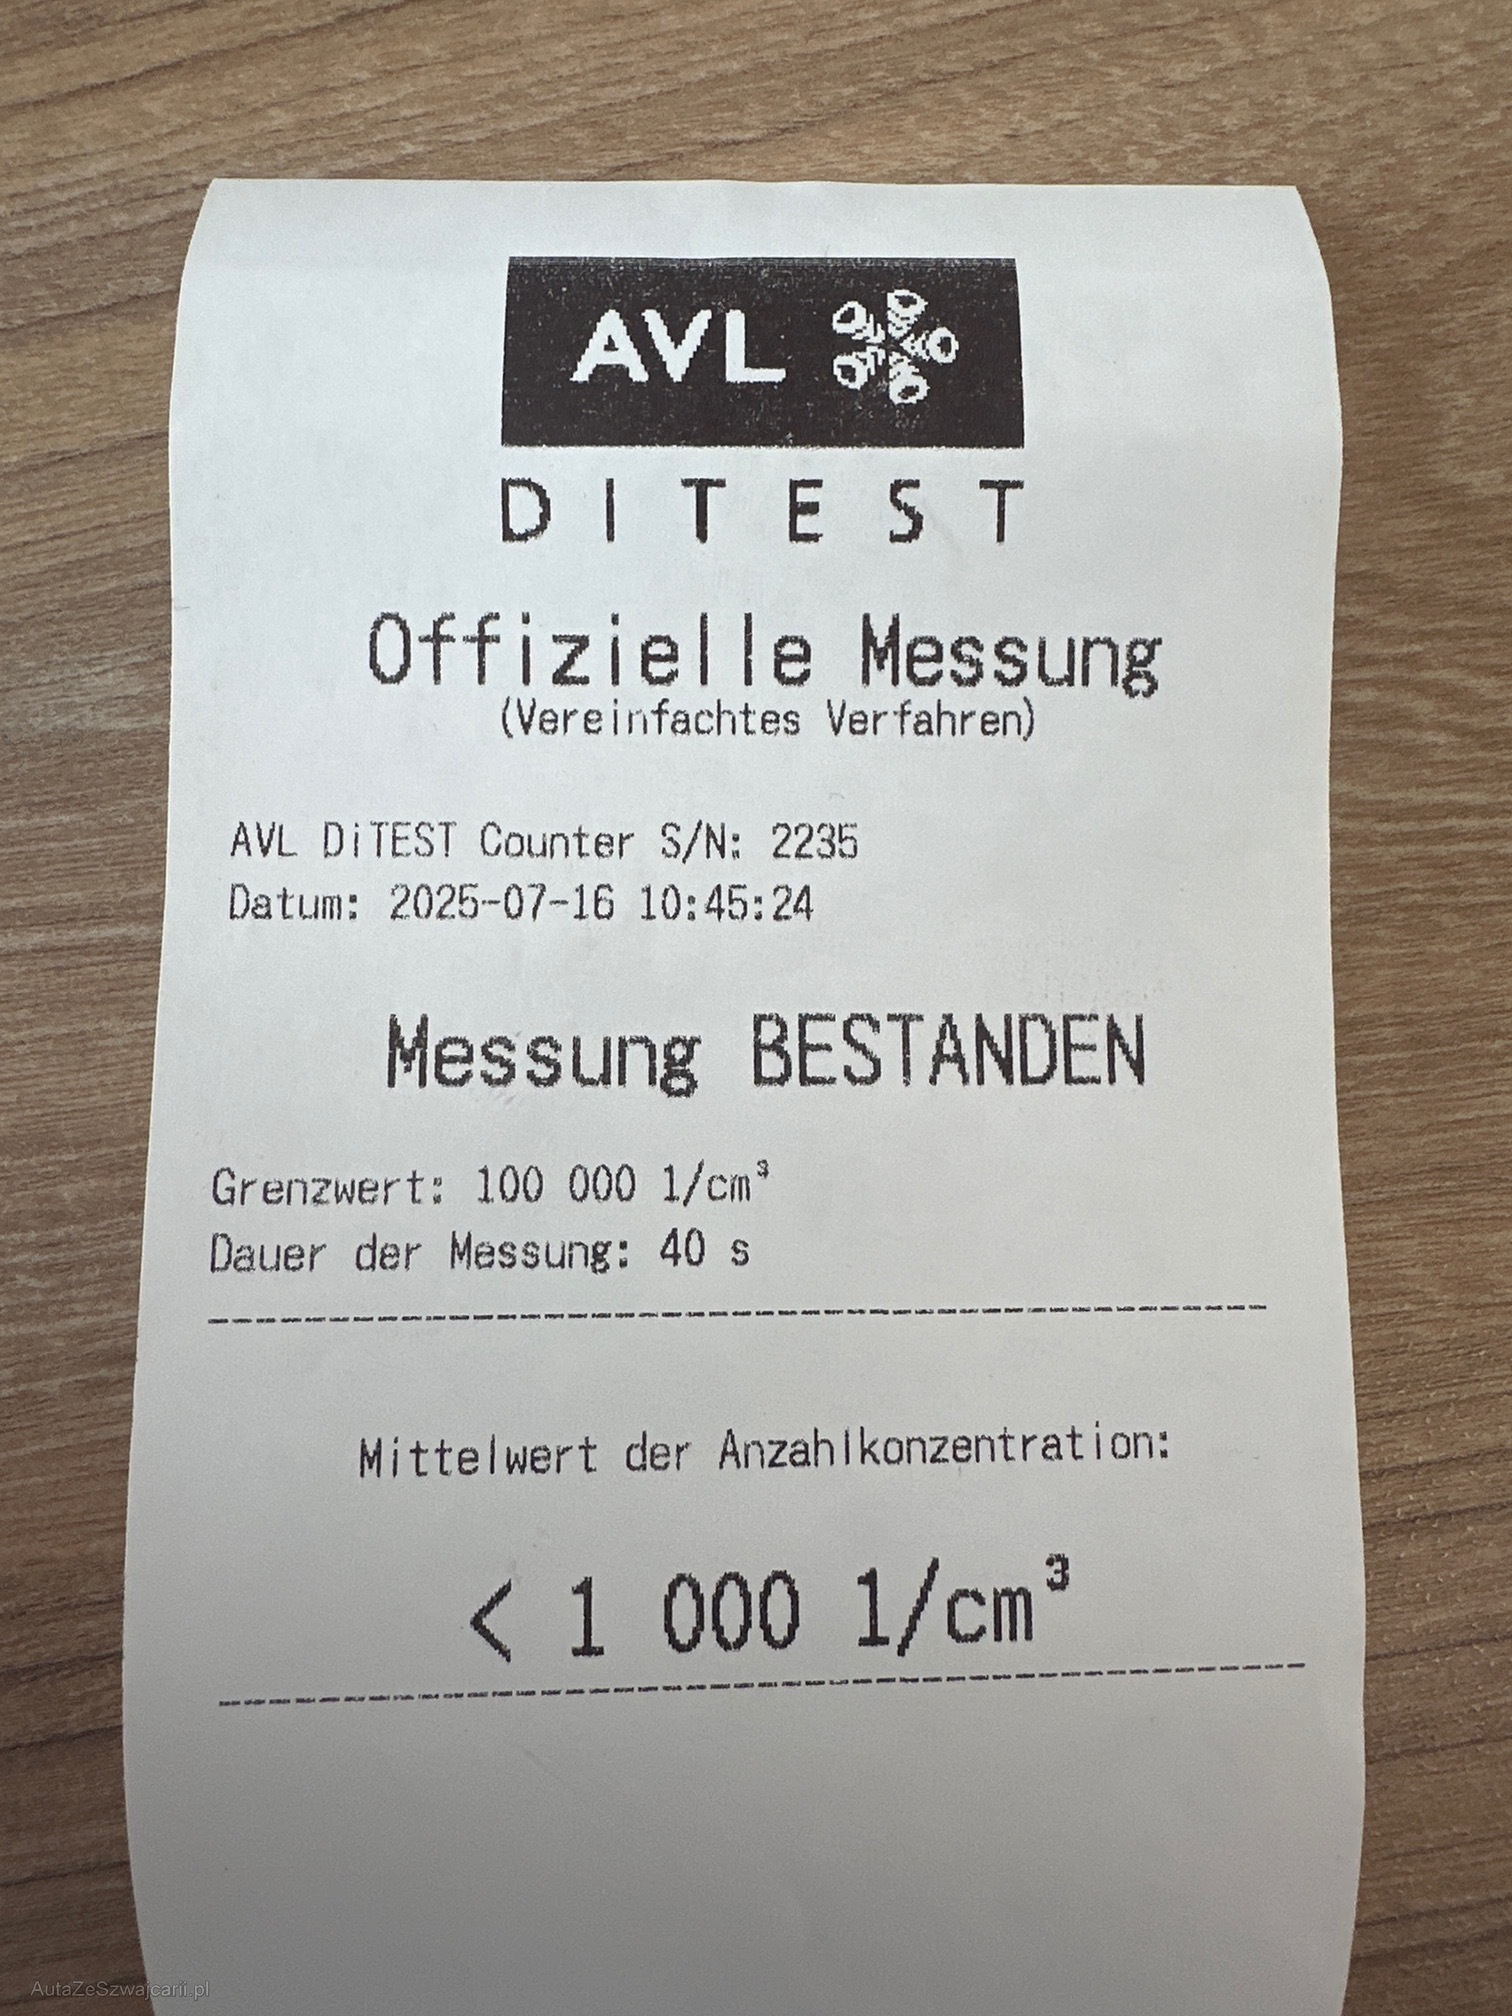 AVL
DITEST
Offizielle Messung
(Vereinfachtes Verfahren)
AVL DiTEST Counter S/N: 2235
Datum: 2025-07-16 10:45:24
Messung BESTANDEN
Grenzwert: 100 000 1/cm³
Dauer der Messung: 40 s
Mittelwert der Anzahlkonzentration:
< 1 000 1/cm³
AutaZeSzwajcarii.pl